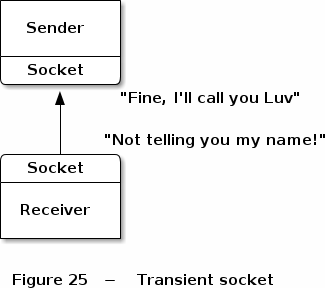 Sender
Socket
"Fine, I'll call you Luv"
"Not telling you my name!"
Socket
Receiver
Figure 25 – Transient socket